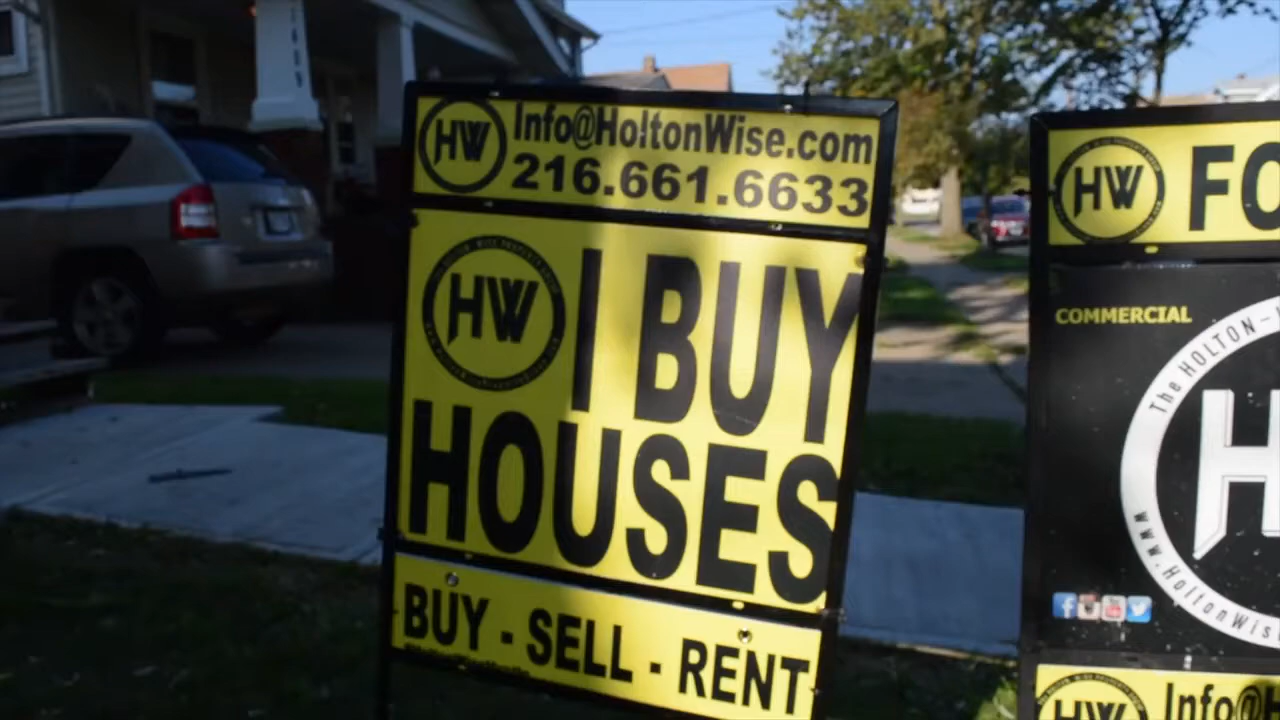 HW Info@HoltonWise.com
216.661.6633
HW I BUY
HOUSES
BUY - SELL - RENT
HW FO
COMMERCIAL
The HOLTON-
H
www.HoltonWis
HW Info@H